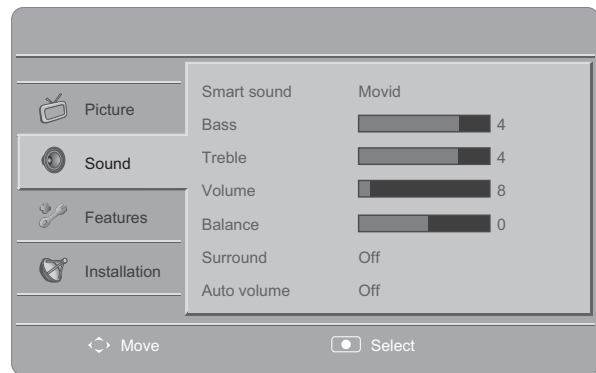 Picture
Sound
Features
Installation
Smart sound Movid
Bass 4
Treble 4
Volume 8
Balance 0
Surround Off
Auto volume Off
Move Select